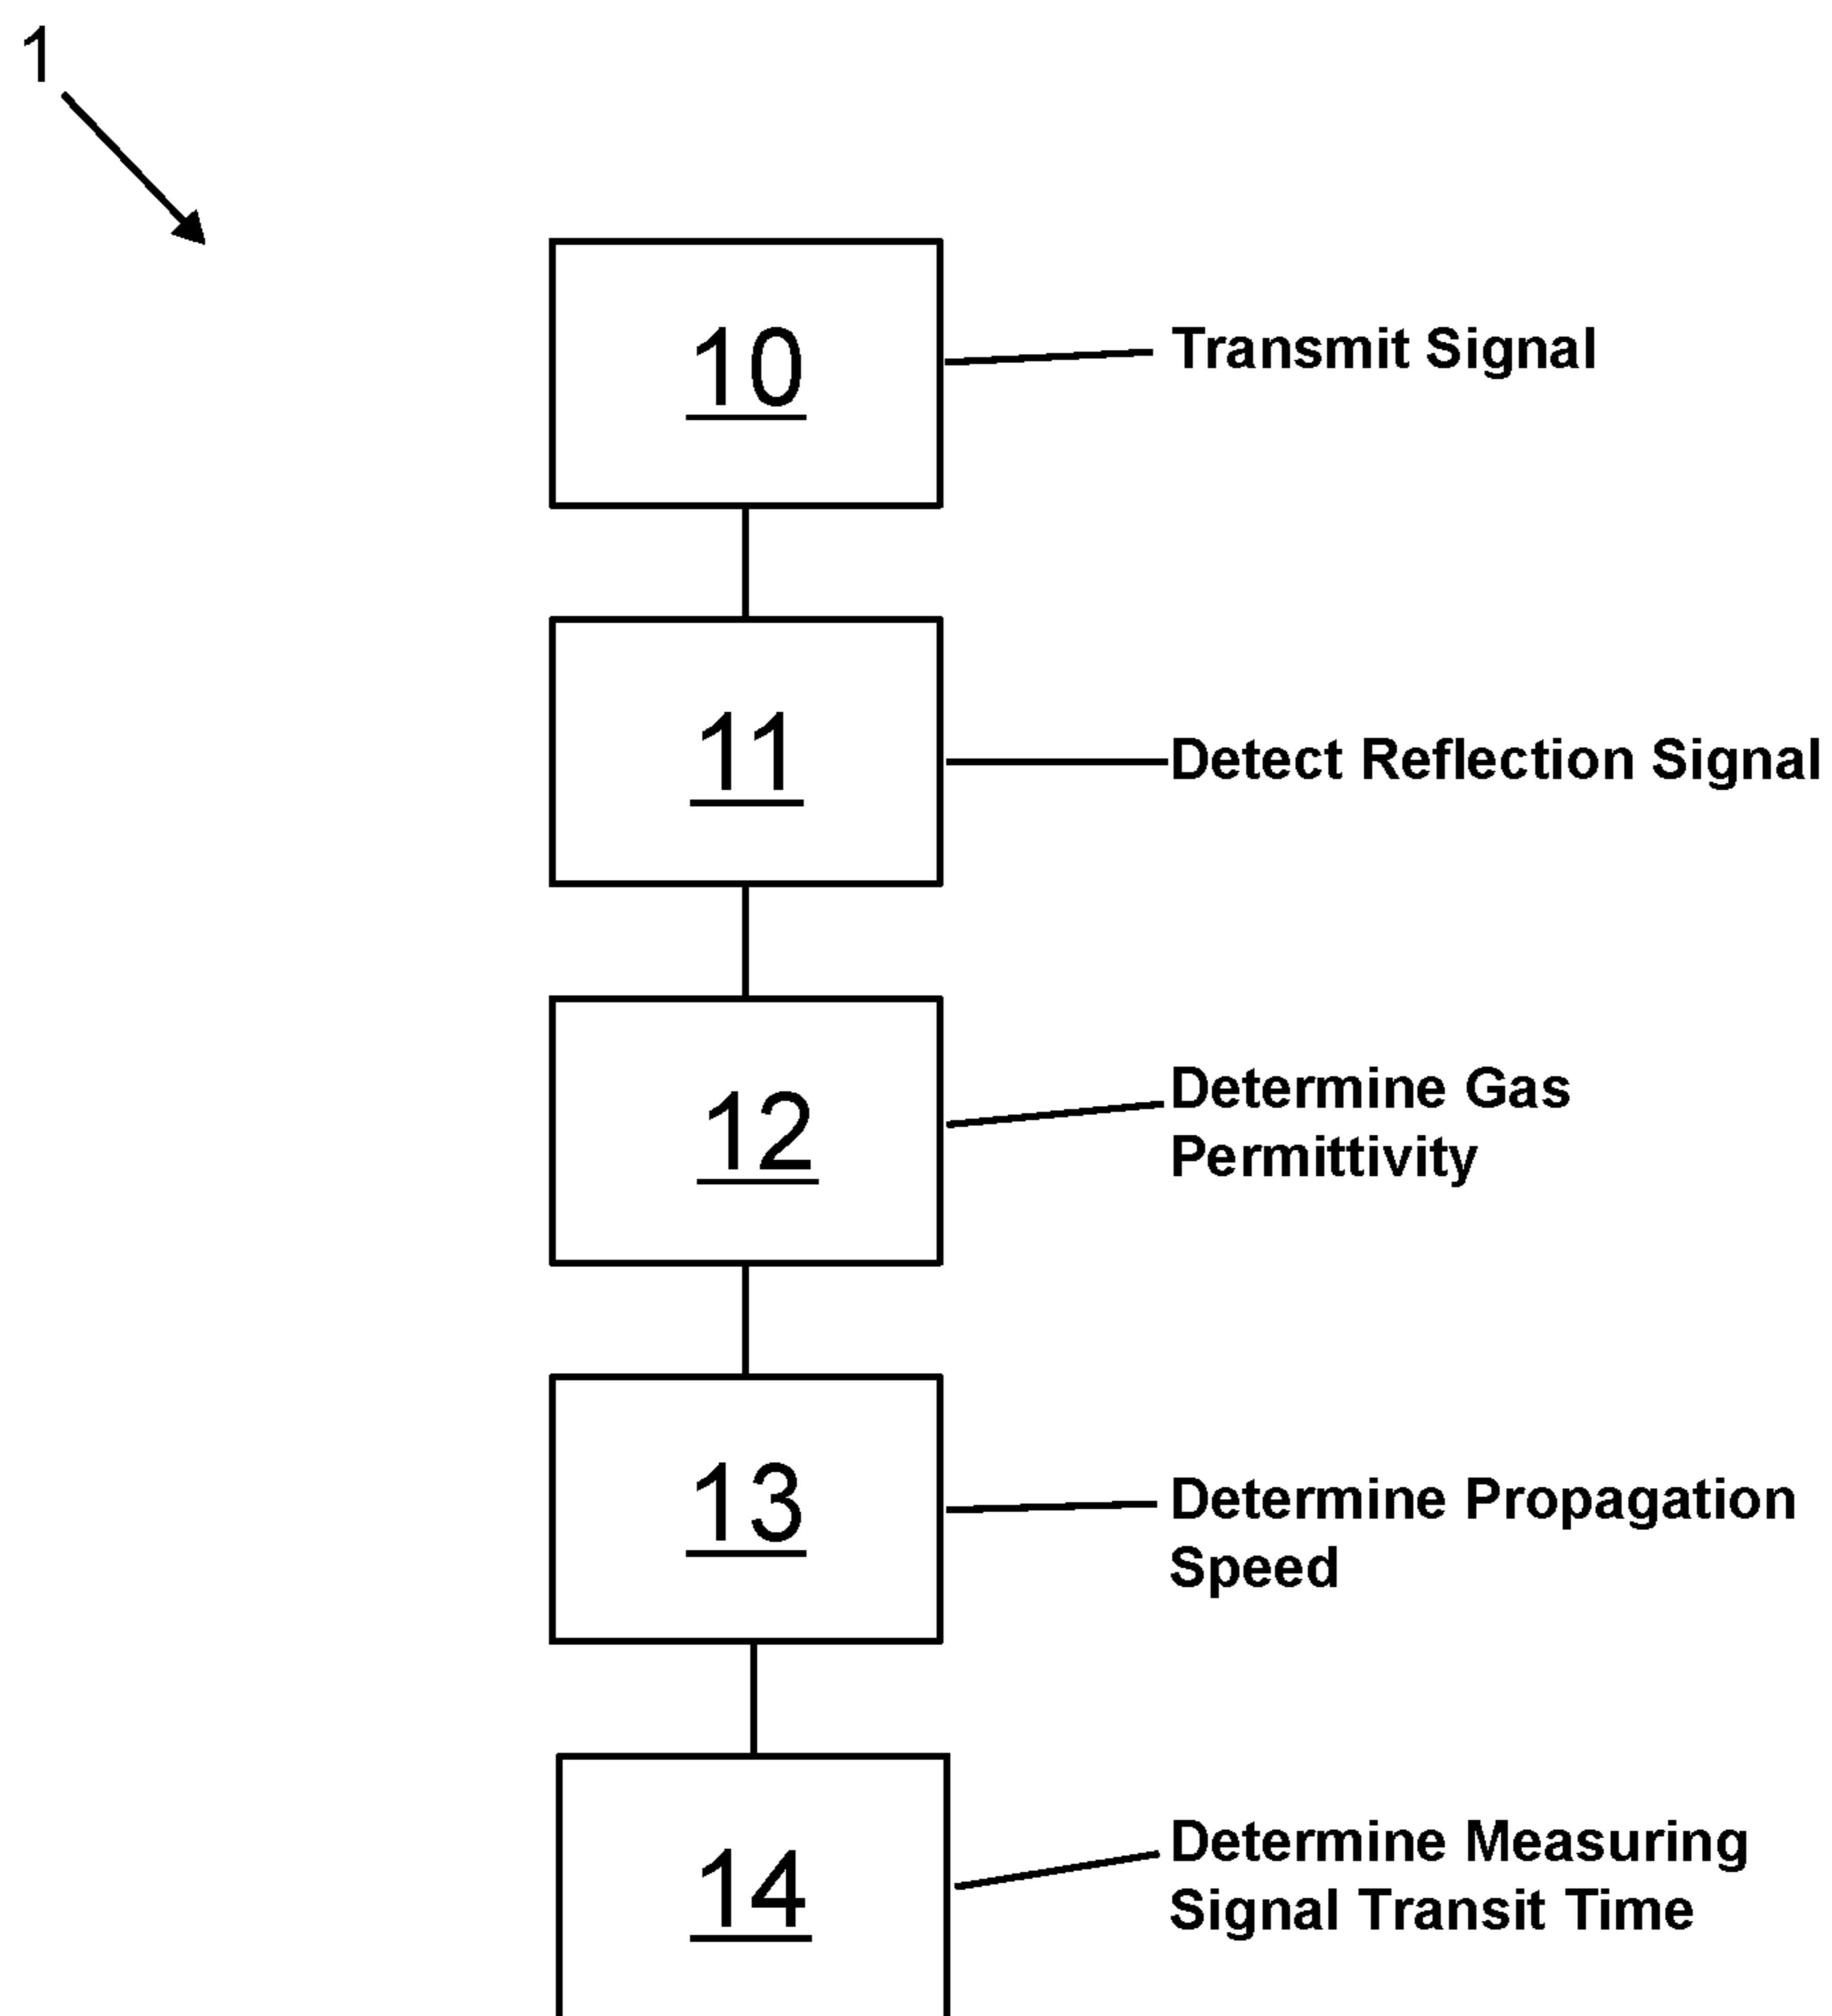 1
10
Transmit Signal
11
Detect Reflection Signal
12
Determine Gas
Permittivity
13
Determine Propagation
Speed
14
Determine Measuring
Signal Transit Time